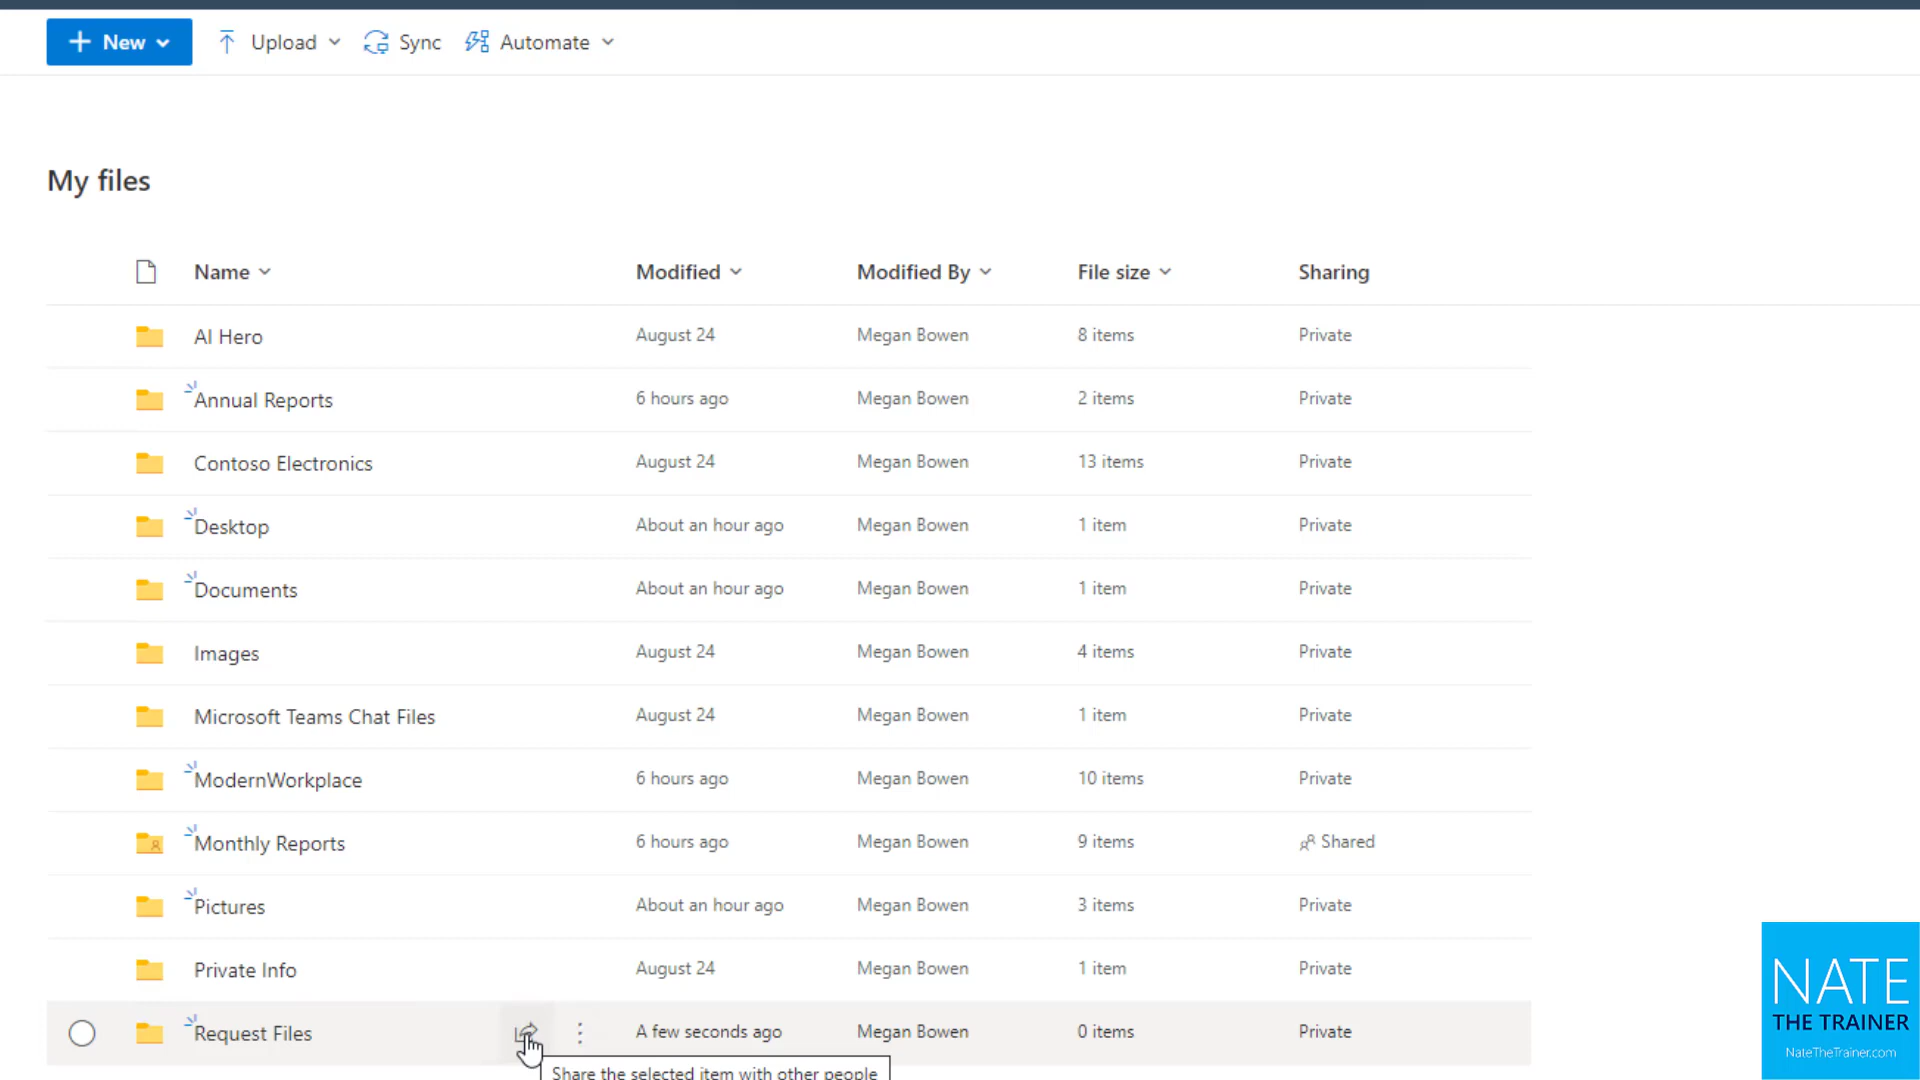 New Upload Sync Automate
My files
Name Modified Modified By File size Sharing
AI Hero August 24 Megan Bowen 8 items Private
Annual Reports 6 hours ago Megan Bowen 2 items Private
Contoso Electronics August 24 Megan Bowen 13 items Private
Desktop About an hour ago Megan Bowen 1 item Private
Documents About an hour ago Megan Bowen 1 item Private
Images August 24 Megan Bowen 4 items Private
Microsoft Teams Chat Files August 24 Megan Bowen 1 item Private
ModernWorkplace 6 hours ago Megan Bowen 10 items Private
Monthly Reports 6 hours ago Megan Bowen 9 items Shared
Pictures About an hour ago Megan Bowen 3 items Private
Private Info August 24 Megan Bowen 1 item Private
Request Files A few seconds ago Megan Bowen 0 items Private
Share the selected item with other people
NATE
THE TRAINER
NateTheTrainer.com